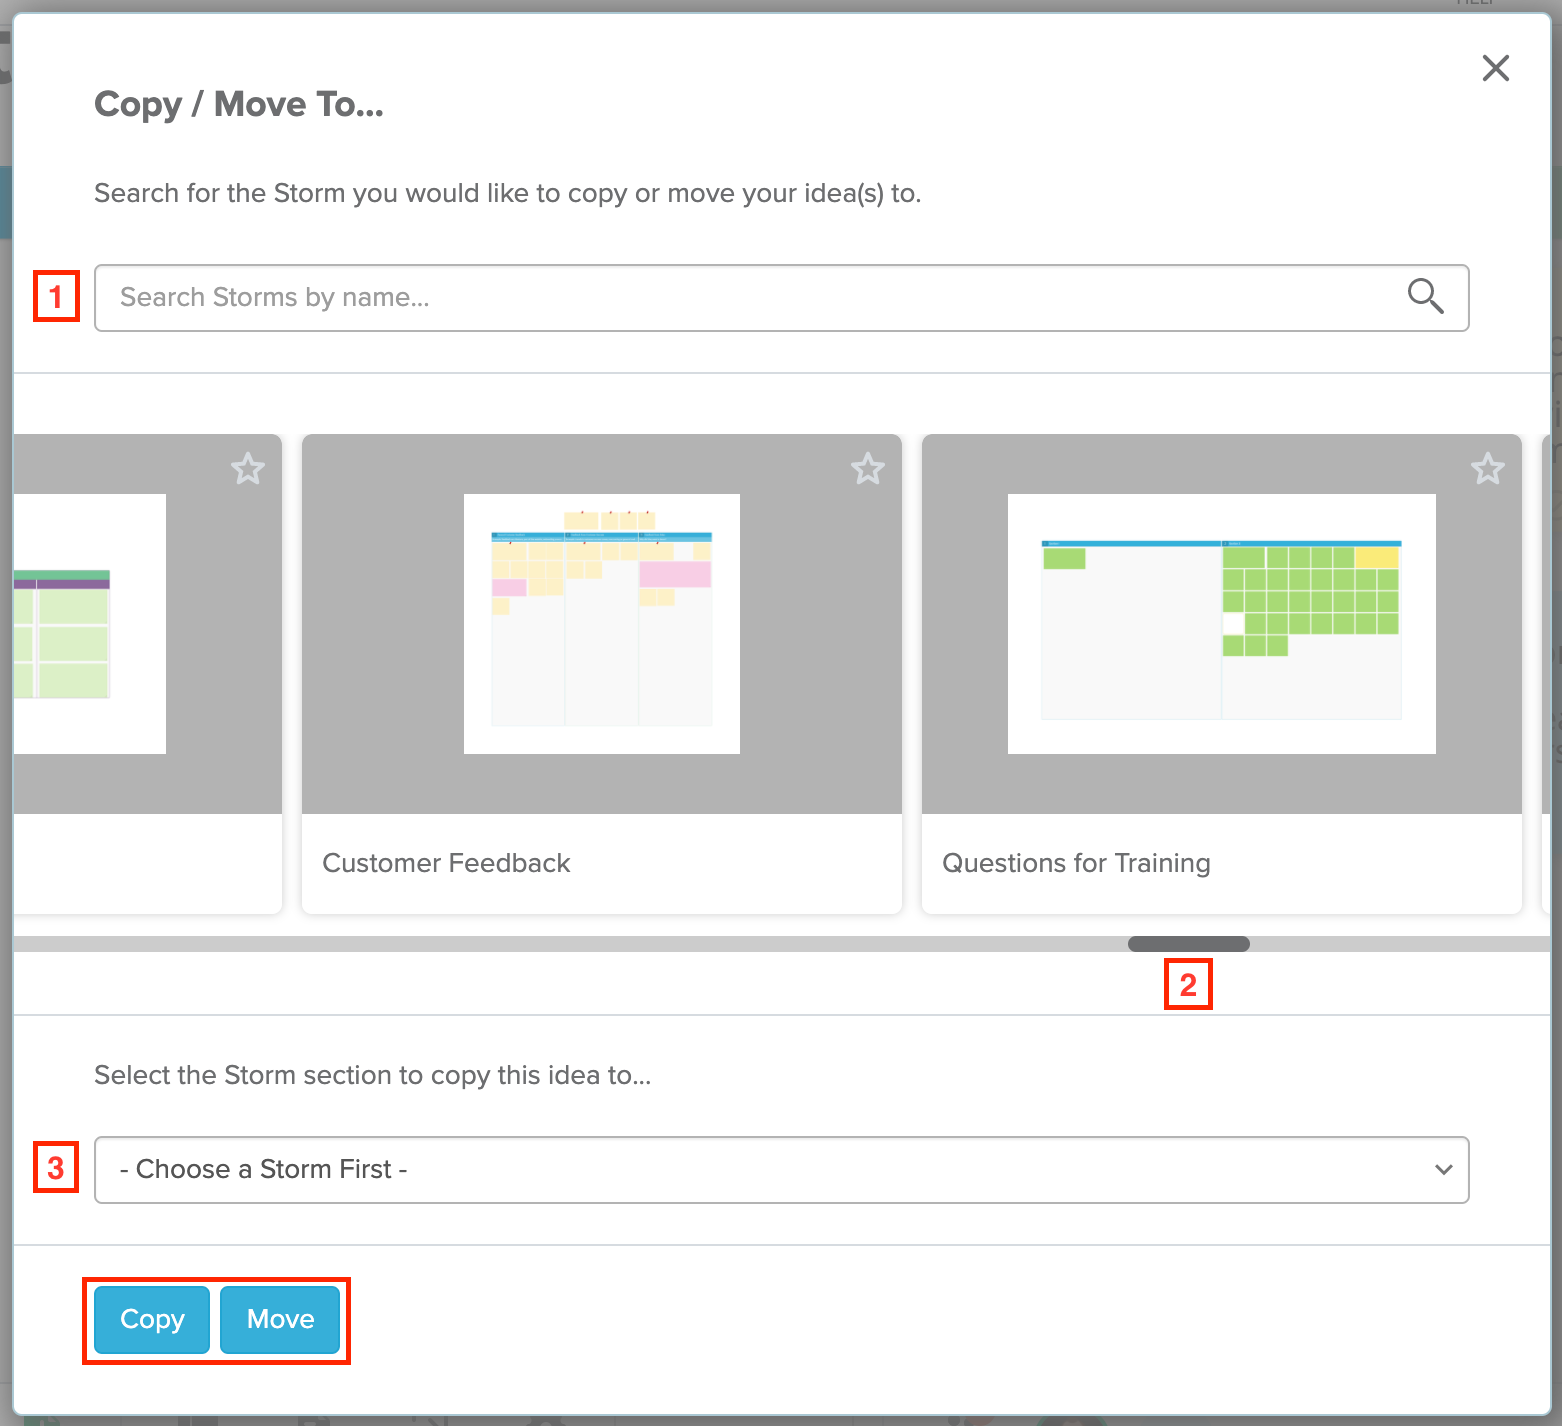 Copy / Move To...
Search for the Storm you would like to copy or move your idea(s) to.
1
Search Storms by name...
Customer Feedback
Questions for Training
2
Select the Storm section to copy this idea to...
3
- Choose a Storm First -
Copy
Move